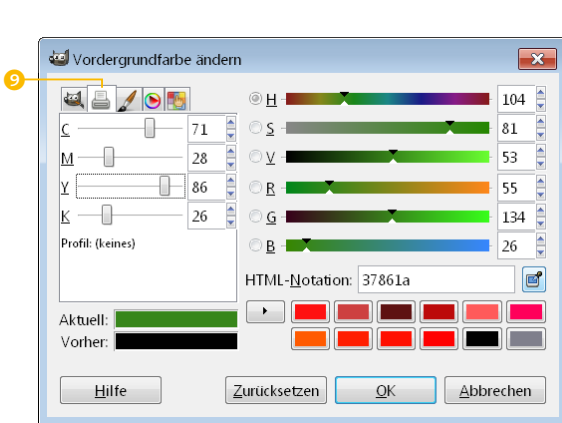 Vordergrundfarbe ändern
9
C 71
M 28
Y 86
K 26
Profil: (keines)
Aktuell:
Vorher:
H 104
S 81
V 53
R 55
G 134
B 26
HTML-Notation: 37861a
Hilfe
Zurücksetzen
OK
Abbrechen